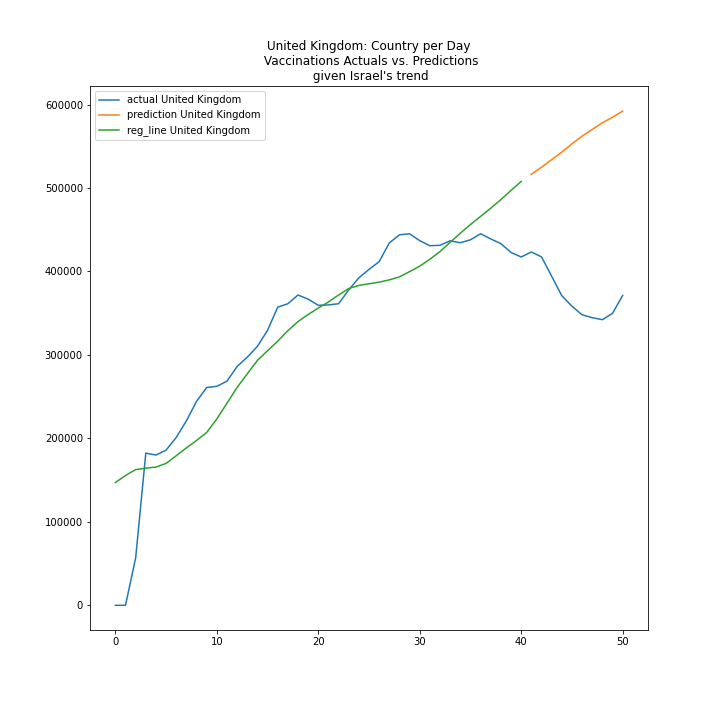 United Kingdom: Country per Day
Vaccinations Actuals vs. Predictions
given Israel's trend
actual United Kingdom
prediction United Kingdom
reg_line United Kingdom
600000
500000
400000
300000
200000
100000
0
0 10 20 30 40 50